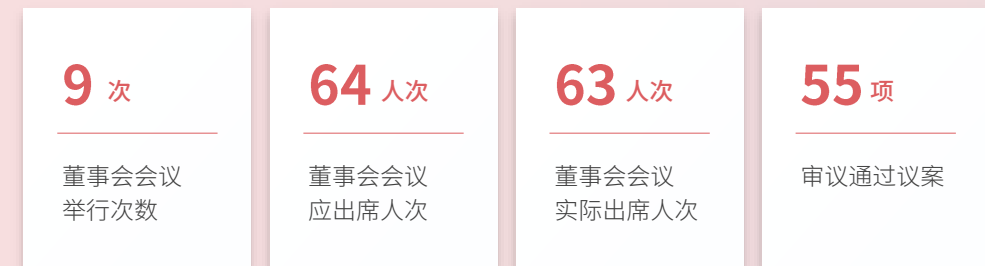 9 次
董事会会议
举行次数
64 人次
董事会会议
应出席人次
63 人次
董事会会议
实际出席人次
55 项
审议通过议案